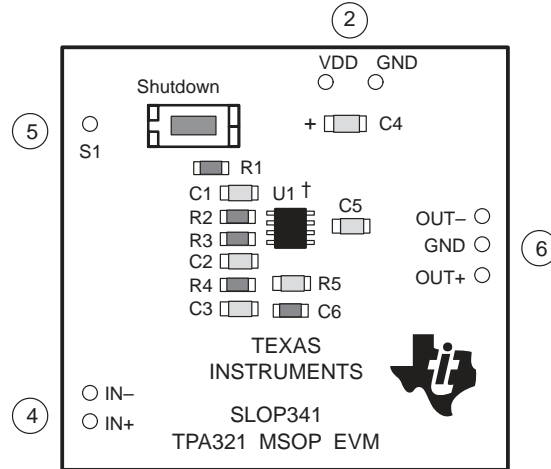 2
VDD GND
Shutdown
5
S1
+ C4
R1
C1 U1 †
R2
C5
OUT–
R3
GND
6
C2
OUT+
R4 R5
C3 C6
TEXAS
INSTRUMENTS
ti
IN–
4
IN+
SLOP341
TPA321 MSOP EVM